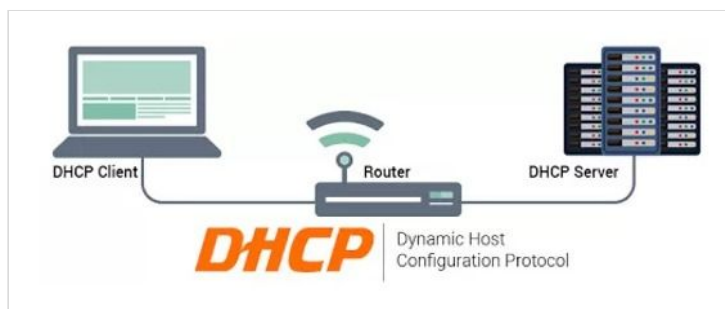 DHCP Client
Router
DHCP Server
DHCP
Dynamic Host
Configuration Protocol